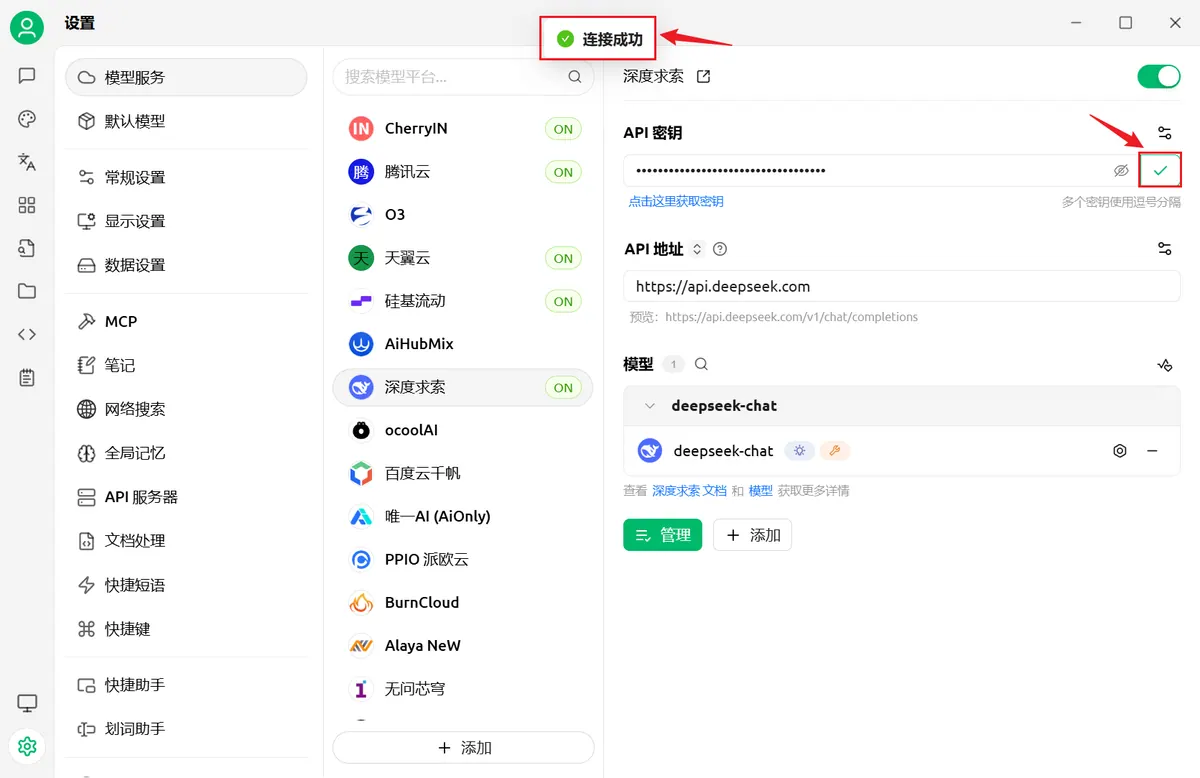 设置
连接成功
模型服务
默认模型
常规设置
显示设置
数据设置
MCP
笔记
网络搜索
全局记忆
API 服务器
文档处理
快捷短语
快捷键
快捷助手
划词助手
搜索模型平台...
IN CherryIN ON
腾 腾讯云 ON
O3
天 天翼云 ON
硅基流动 ON
AiHubMix
深度求索 ON
ocoolAI
百度云千帆
唯一AI (AiOnly)
PPIO 派欧云
BurnCloud
Alaya NeW
无问芯穹
添加
深度求索
API 密钥
••••••••••••••••••••••••••••••••••••
点击这里获取密钥 多个密钥使用逗号分隔
API 地址
https://api.deepseek.com
预览：https://api.deepseek.com/v1/chat/completions
模型 1
deepseek-chat
deepseek-chat
查看 深度求索 文档 和 模型 获取更多详情
管理 添加